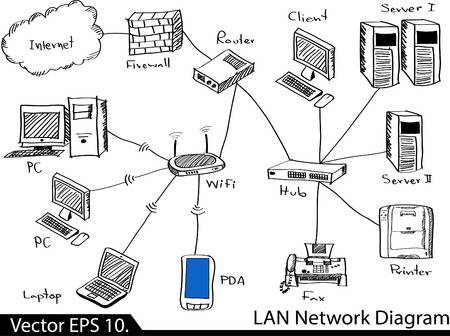 Internet
Firewall
Router
Client
Server I
PC
WiFi
Hub
Server II
PC
Laptop
PDA
Fax
Printer
Vector EPS 10.
LAN Network Diagram